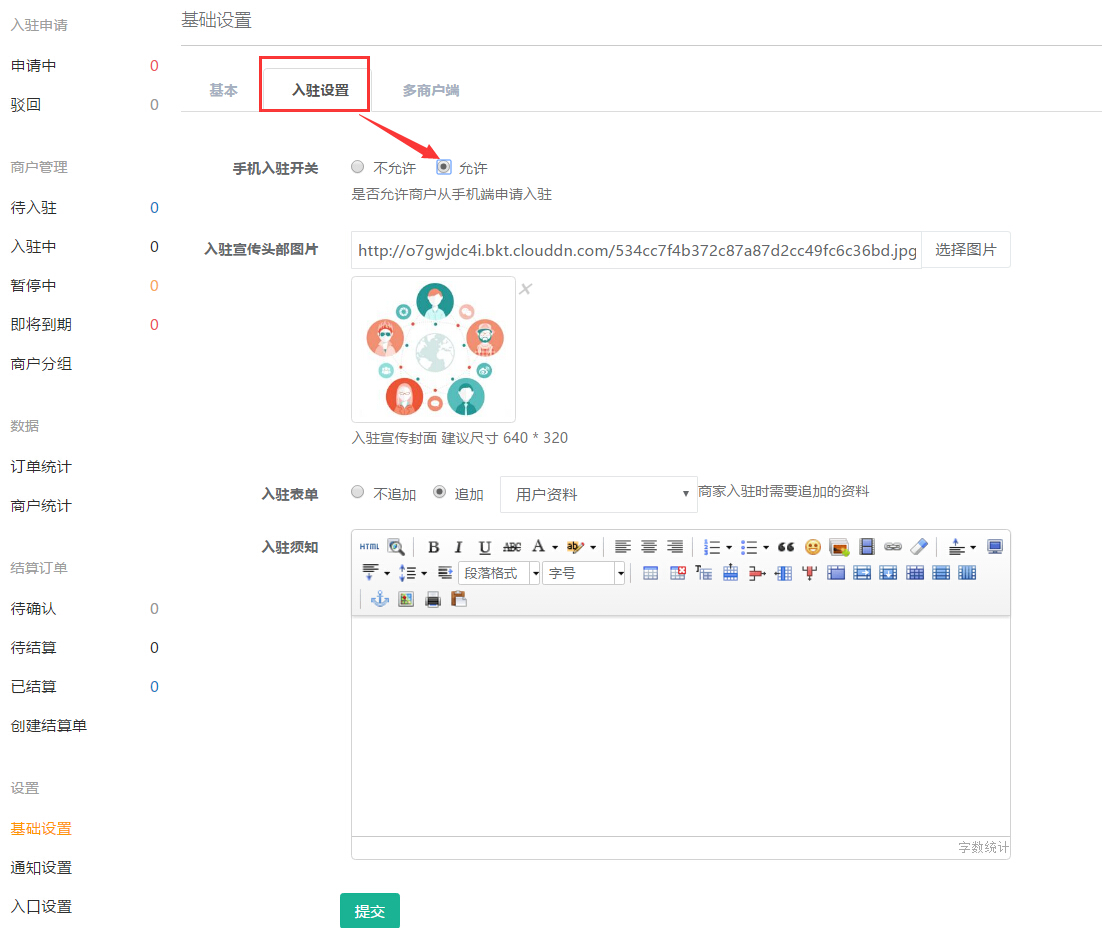 入驻申请
申请中 0
驳回 0
商户管理
待入驻 0
入驻中 0
暂停中 0
即将到期 0
商户分组
数据
订单统计
商户统计
结算订单
待确认 0
待结算 0
已结算 0
创建结算单
设置
基础设置
通知设置
入口设置
基础设置
基本 入驻设置 多商户端
手机入驻开关 不允许 允许
是否允许商户从手机端申请入驻
入驻宣传头部图片 http://o7gwjdc4i.bkt.clouddn.com/534cc7f4b372c87a87d2cc49fc6c36bd.jpg 选择图片
×
入驻宣传封面 建议尺寸 640 * 320
入驻表单 不追加 追加 用户资料 商家入驻时需要追加的资料
入驻须知 HTML B I U ABC A ab
段落格式 字号
字数统计
提交